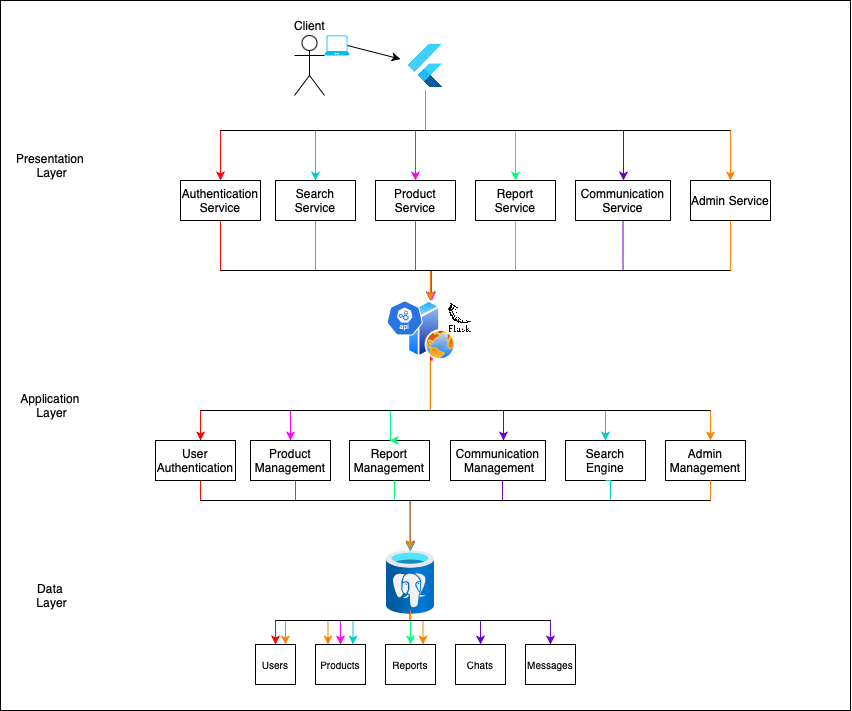 Client
Presentation
Layer
Authentication
Service
Search
Service
Product
Service
Report
Service
Communication
Service
Admin Service
api
Flask
Application
Layer
User
Authentication
Product
Management
Report
Management
Communication
Management
Search
Engine
Admin
Management
Data
Layer
Users
Products
Reports
Chats
Messages